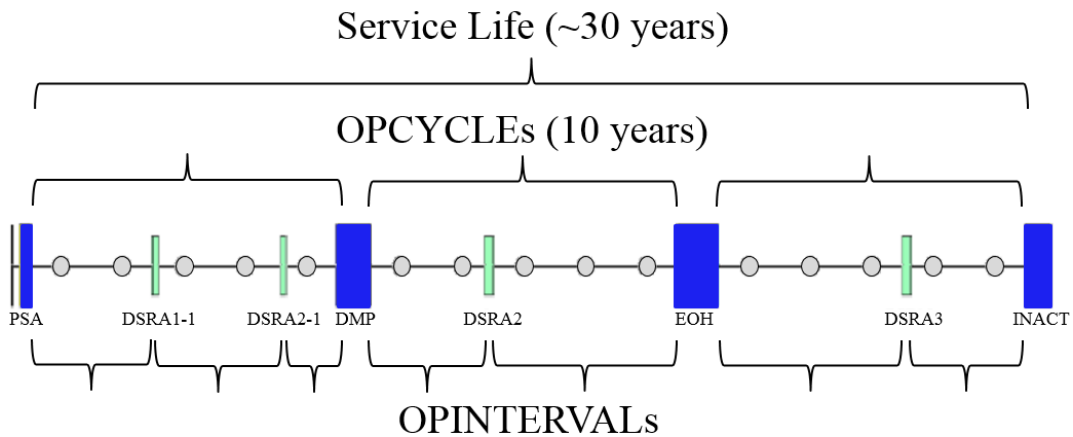 Service Life (~30 years)
OPCYCLEs (10 years)
PSA DSRA1-1 DSRA2-1 DMP DSRA2 EOH DSRA3 INACT
OPINTERVALs